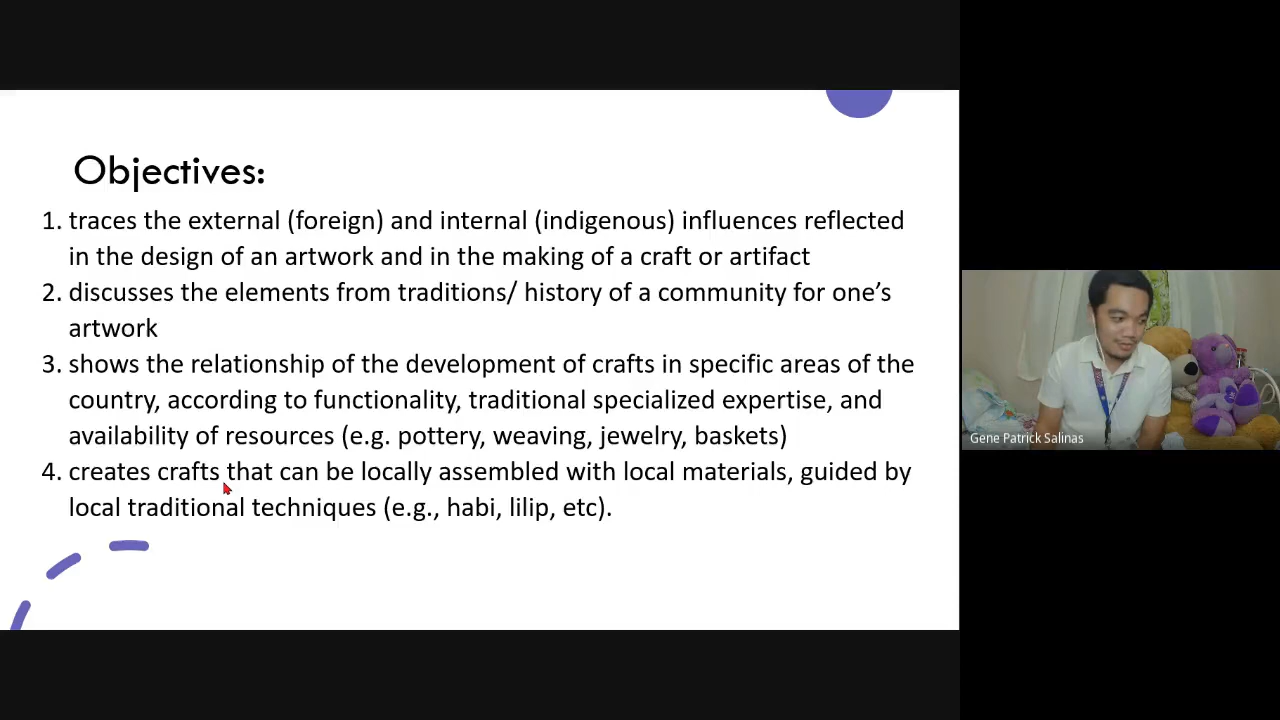 Objectives:
1. traces the external (foreign) and internal (indigenous) influences reflected
in the design of an artwork and in the making of a craft or artifact
2. discusses the elements from traditions/ history of a community for one’s
artwork
3. shows the relationship of the development of crafts in specific areas of the
country, according to functionality, traditional specialized expertise, and
availability of resources (e.g. pottery, weaving, jewelry, baskets)
4. creates crafts that can be locally assembled with local materials, guided by
local traditional techniques (e.g., habi, lilip, etc).
Gene Patrick Salinas